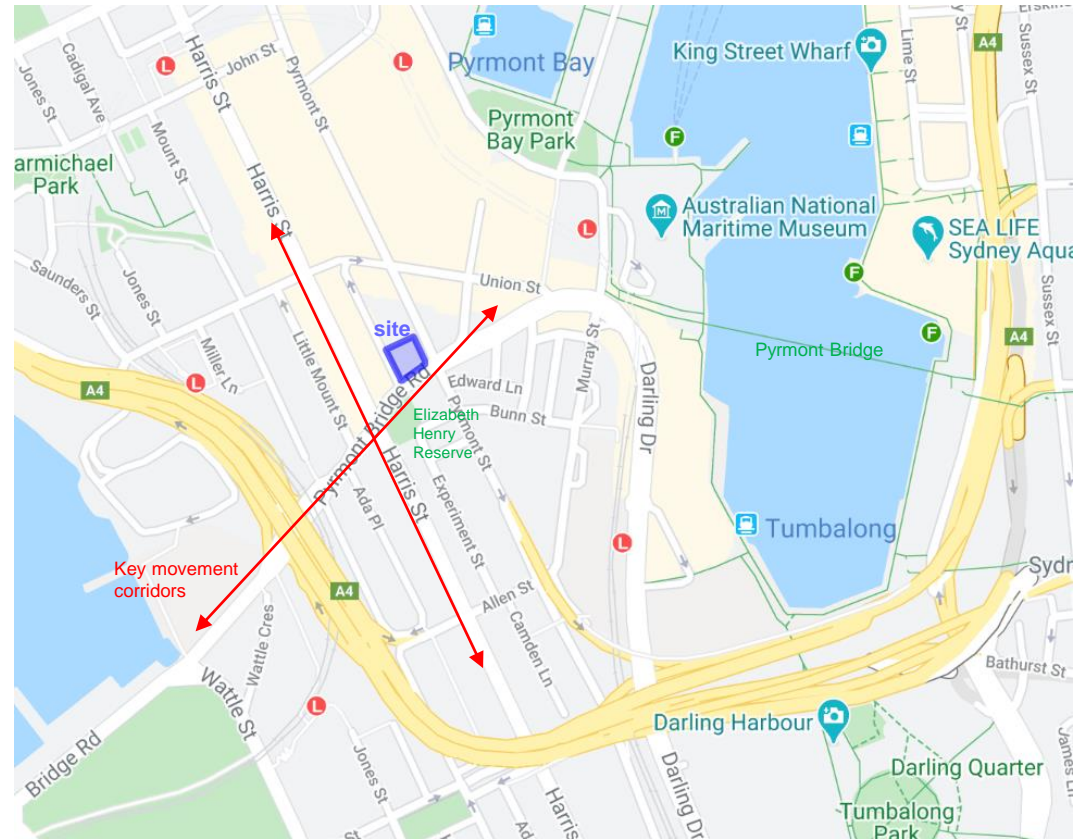 Harris St
John St
Pyrmont St
Cadigal Ave
Jones St
L
L
Pyrmont Bay
King Street Wharf
Lime St
A4
Sussex St
Mount St
armichael
Park
Harris St
Pyrmont
Bay Park
F
Australian National
Maritime Museum
L
SEA LIFE
Sydney Aqua
F
Jones St
Saunders St
Union St
site
Little Mount St
Miller Ln
L
A4
Murray St
Darling Dr
Pyrmont Bridge
F
A4
Sussex St
Edward Ln
Bunn St
Elizabeth
Henry
Reserve
Pyrmont St
Pyrmont Bridge Rd
Harris St
Ada Pl
Experiment St
Tumbalong
L
Key movement
corridors
A4
Allen St
Camden Ln
Sydn
Wattle Cres
Wattle St
Bathurst St
L
Darling Harbour
Bridge Rd
Jones St
Darling Dr
Darling Quarter
Tumbalong
Park
James Ln